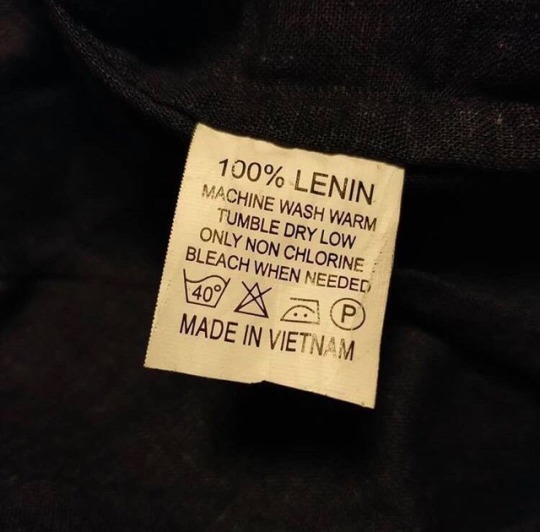 100% LENIN
MACHINE WASH WARM
TUMBLE DRY LOW
ONLY NON CHLORINE
BLEACH WHEN NEEDED
40° P
MADE IN VIETNAM